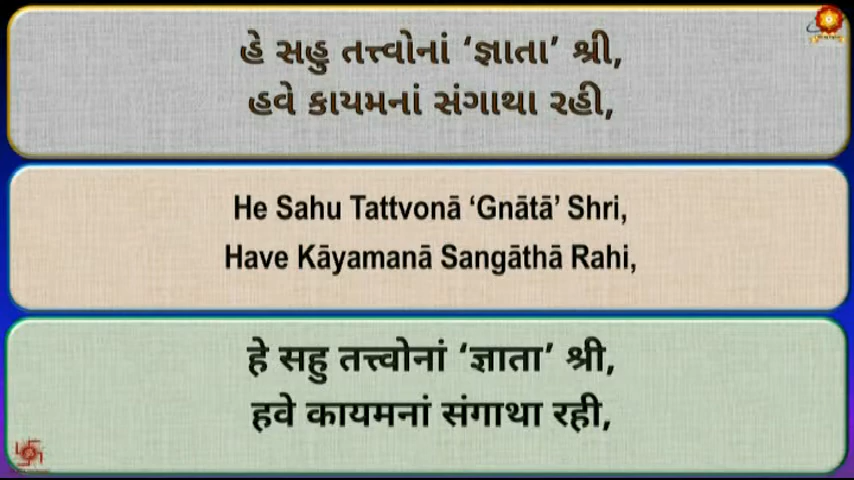 હે સહુ તત્ત્વોનાં ‘જ્ઞાતા’ શ્રી,
હવે કાયમનાં સંગાથા રહી,
He Sahu Tattvonā ‘Gnātā’ Shri,
Have Kāyamanā Sangāthā Rahi,
हे सहु तत्त्वोनां ‘ज्ञाता’ श्री,
हवे कायमनां संगाथा रही,